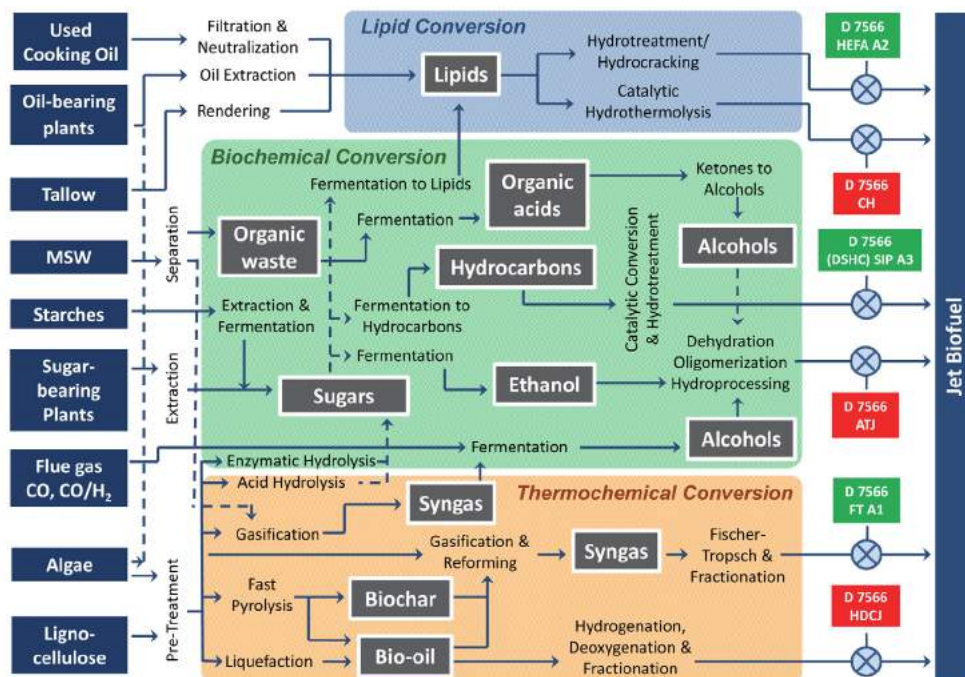 Used
Cooking Oil
Oil-bearing
plants
Tallow
MSW
Starches
Sugar-
bearing
Plants
Flue gas
CO, CO/H₂
Algae
Ligno-
cellulose
Filtration &
Neutralization
Oil Extraction
Rendering
Separation
Extraction
Pre-Treatment
Lipid Conversion
Lipids
Hydrotreatment/
Hydrocracking
Catalytic
Hydrothermolysis
Biochemical Conversion
Fermentation to Lipids
Organic
waste
Fermentation
Organic
acids
Ketones to
Alcohols
Alcohols
Hydrocarbons
Catalytic Conversion
& Hydrotreatment
Extraction &
Fermentation
Fermentation to
Hydrocarbons
Fermentation
Sugars
Ethanol
Dehydration
Oligomerization
Hydroprocessing
Alcohols
Fermentation
Enzymatic Hydrolysis
Acid Hydrolysis
Thermochemical Conversion
Gasification
Syngas
Gasification &
Reforming
Syngas
Fischer-
Tropsch &
Fractionation
Fast
Pyrolysis
Biochar
Liquefaction
Bio-oil
Hydrogenation,
Deoxygenation &
Fractionation
D 7566
HEFA A2
D 7566
CH
D 7566
(DSHC) SIP A3
D 7566
ATJ
D 7566
FT A1
D 7566
HDCJ
Jet Biofuel